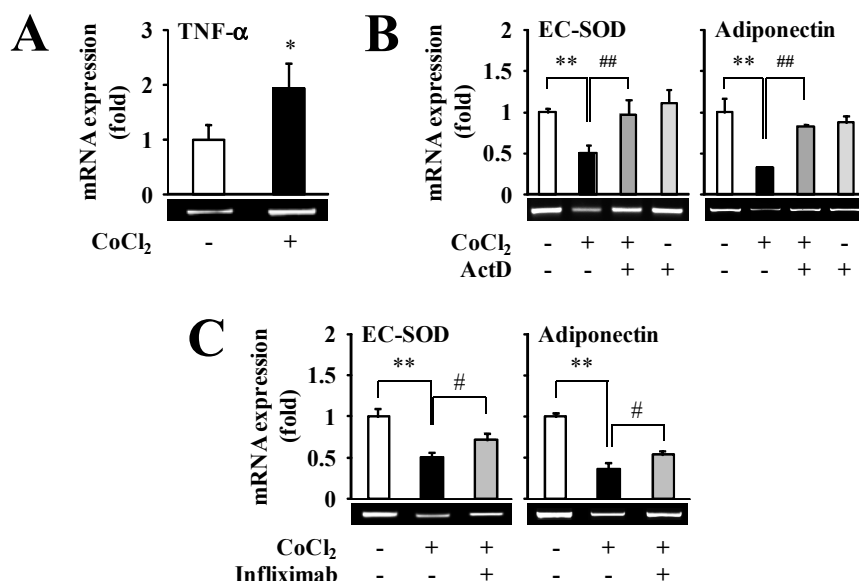 A
TNF-α
mRNA expression
(fold)
3
2
1
0
*
CoCl₂ - +
B
EC-SOD Adiponectin
mRNA expression
(fold)
2
1.5
1
0.5
0
** ## ** ##
CoCl₂ - + + - - + + -
ActD - - + + - - + +
C
EC-SOD Adiponectin
mRNA expression
(fold)
2
1.5
1
0.5
0
** # ** #
CoCl₂ - + + - + +
Infliximab - - + - - +